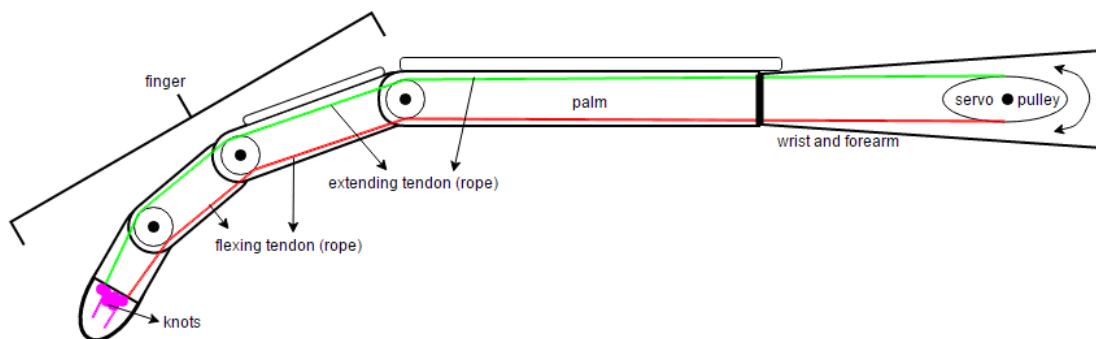 finger
palm
servo pulley
wrist and forearm
extending tendon (rope)
flexing tendon (rope)
knots